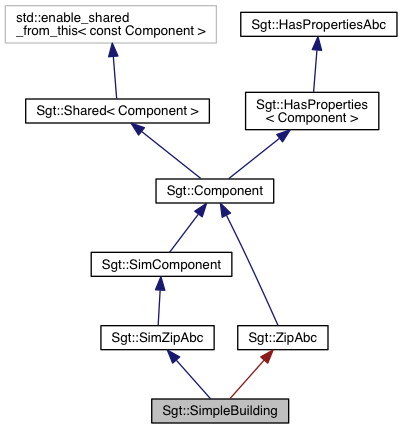 std::enable_shared
_from_this< const Component >
Sgt::HasPropertiesAbc
Sgt::Shared< Component >
Sgt::HasProperties
< Component >
Sgt::Component
Sgt::SimComponent
Sgt::SimZipAbc
Sgt::ZipAbc
Sgt::SimpleBuilding